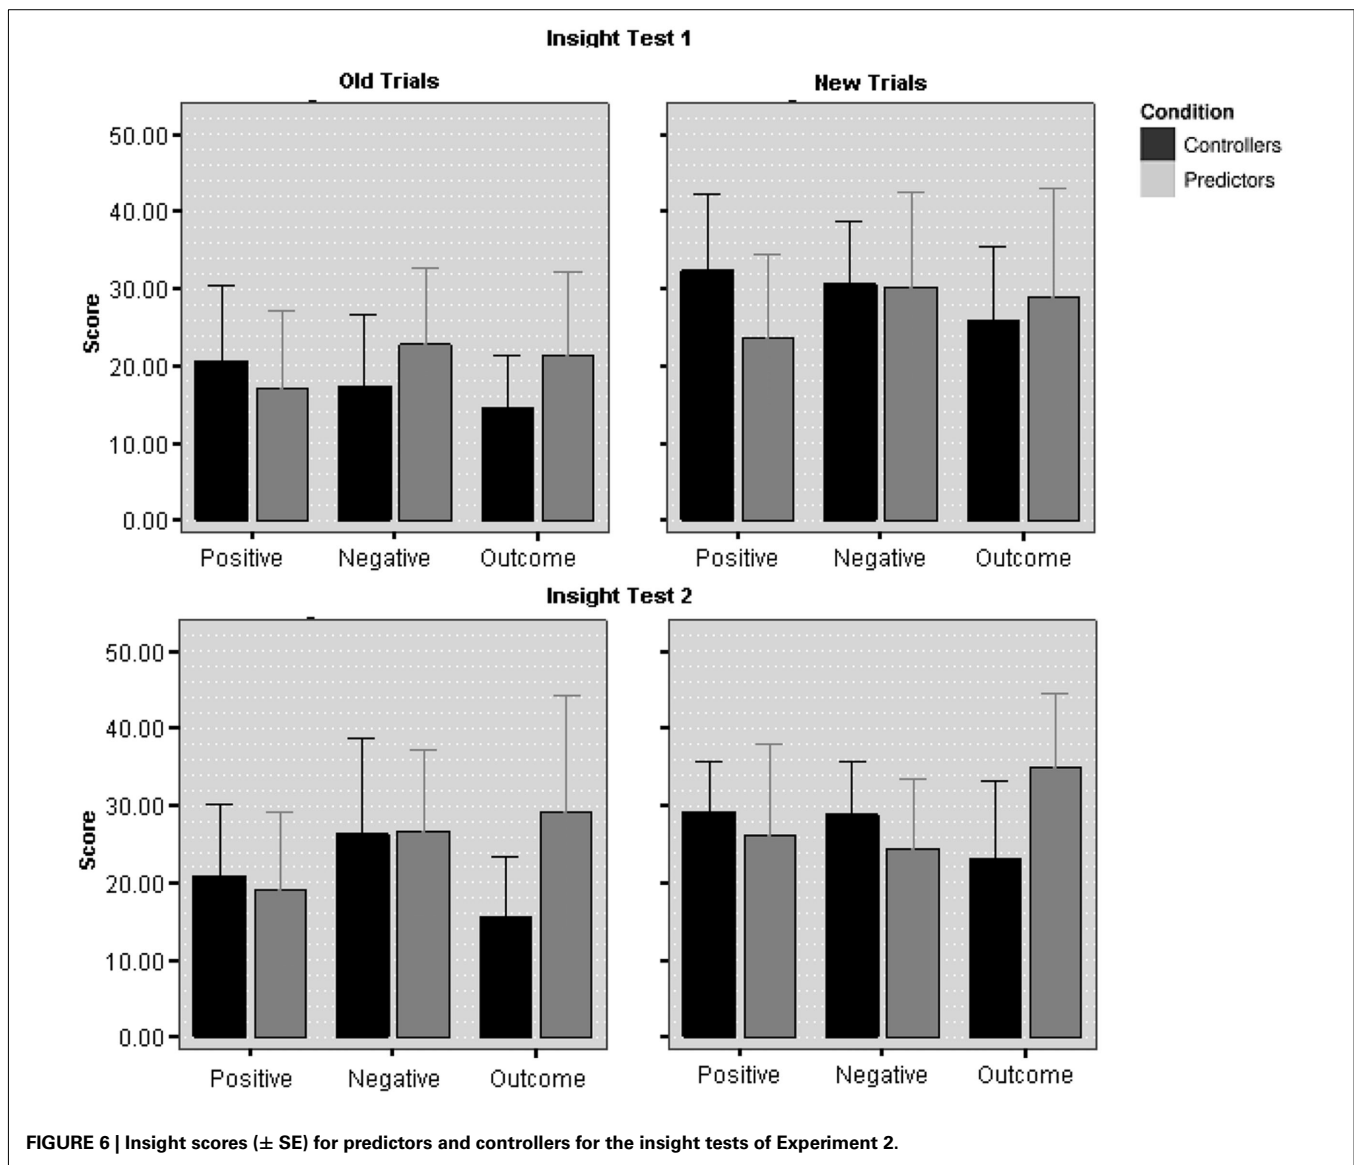 Insight Test 1
Old Trials
New Trials
Condition
Controllers
Predictors
50.00
40.00
30.00
20.00
10.00
0.00
Score
Positive Negative Outcome
Positive Negative Outcome
Insight Test 2
50.00
40.00
30.00
20.00
10.00
0.00
Score
Positive Negative Outcome
Positive Negative Outcome
FIGURE 6 | Insight scores (± SE) for predictors and controllers for the insight tests of Experiment 2.